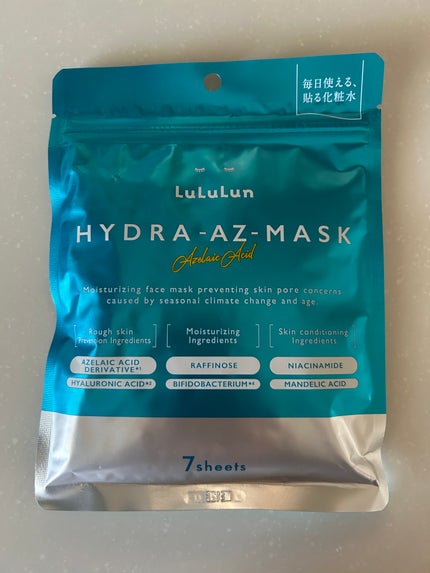 毎日使える、
貼る化粧水
LuLuLun
HYDRA-AZ-MASK
Azelaic Acid
Moisturizing face mask preventing skin pore concerns
caused by seasonal climate change and age.
Rough skin
Protection Ingredients
Moisturizing
Ingredients
Skin conditioning
Ingredients
AZELAIC ACID
DERIVATIVE*1
RAFFINOSE
NIACINAMIDE
HYALURONIC ACID*2
BIFIDOBACTERIUM*4
MANDELIC ACID
7sheets